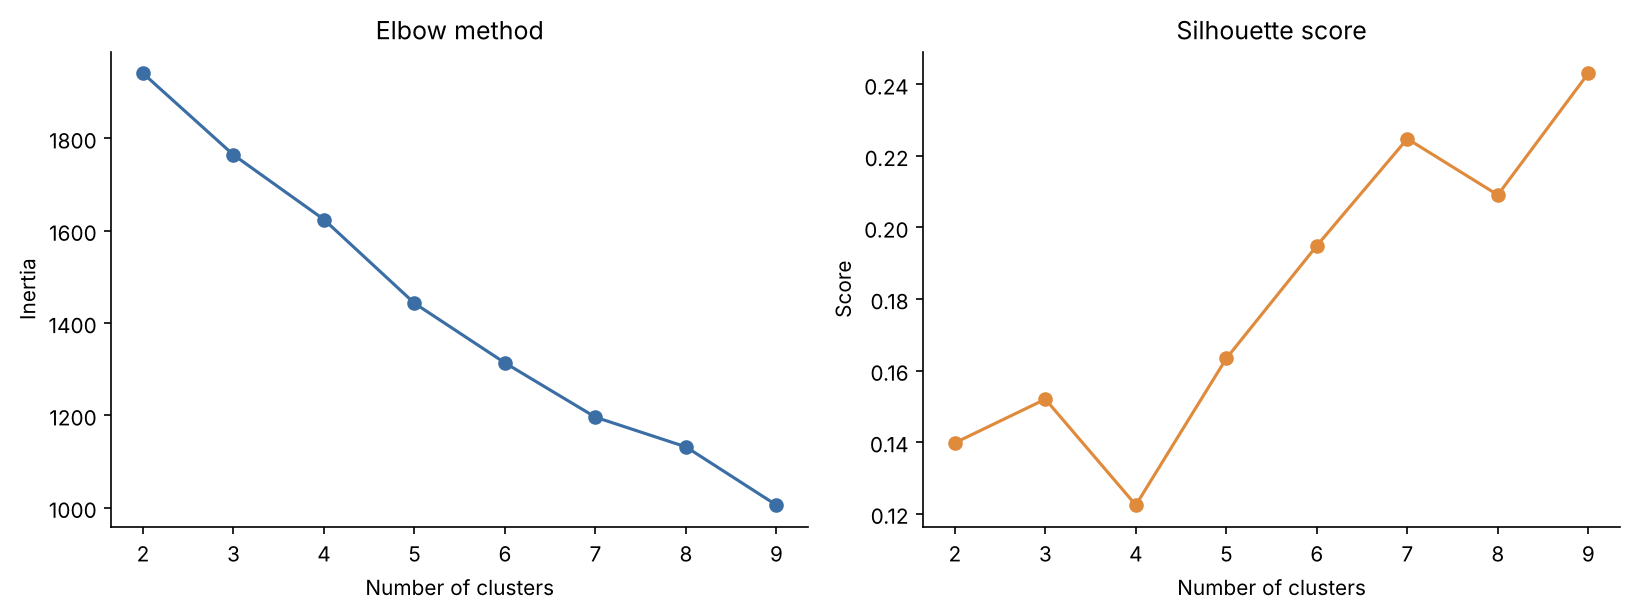 Elbow method
Inertia
1800
1600
1400
1200
1000
2 3 4 5 6 7 8 9
Number of clusters
Silhouette score
Score
0.24
0.22
0.20
0.18
0.16
0.14
0.12
2 3 4 5 6 7 8 9
Number of clusters